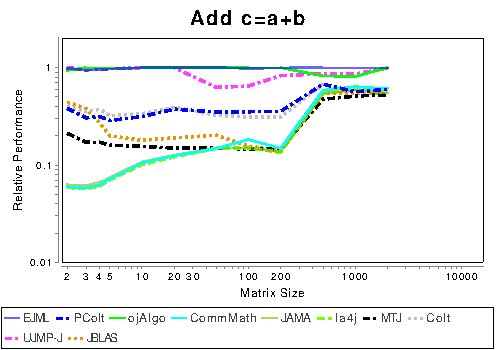 Add c=a+b
Relative Performance
1
0.1
0.01
2 3 4 5 10 20 30 100 200 1000 10000
Matrix Size
EJML PColt ojAlgo CommMath JAMA la4j MTJ Colt
UJMP-J JBLAS